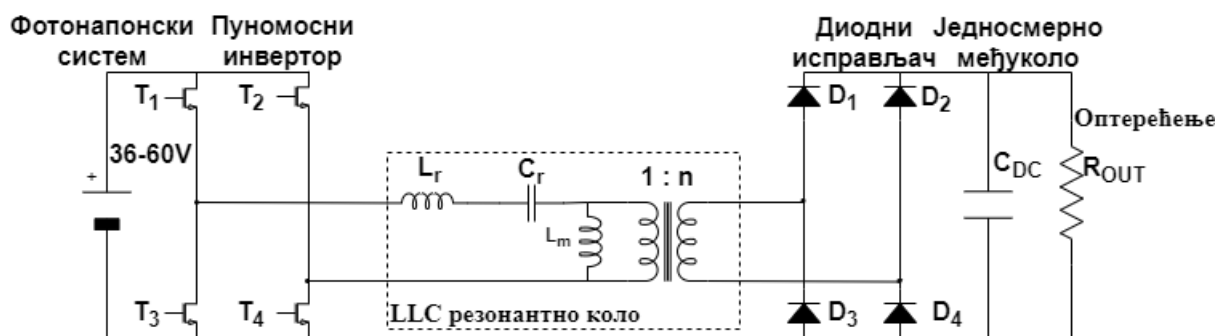 Фотонапонски
систем
Пуномосни
инвертор
Диодни
исправљач
Једносмерно
међуколо
T1
T2
D1
D2
Оптерећење
36-60V
+
Lr
Cr
1 : n
CDC
ROUT
Lm
T3
T4
LLC резонантно коло
D3
D4